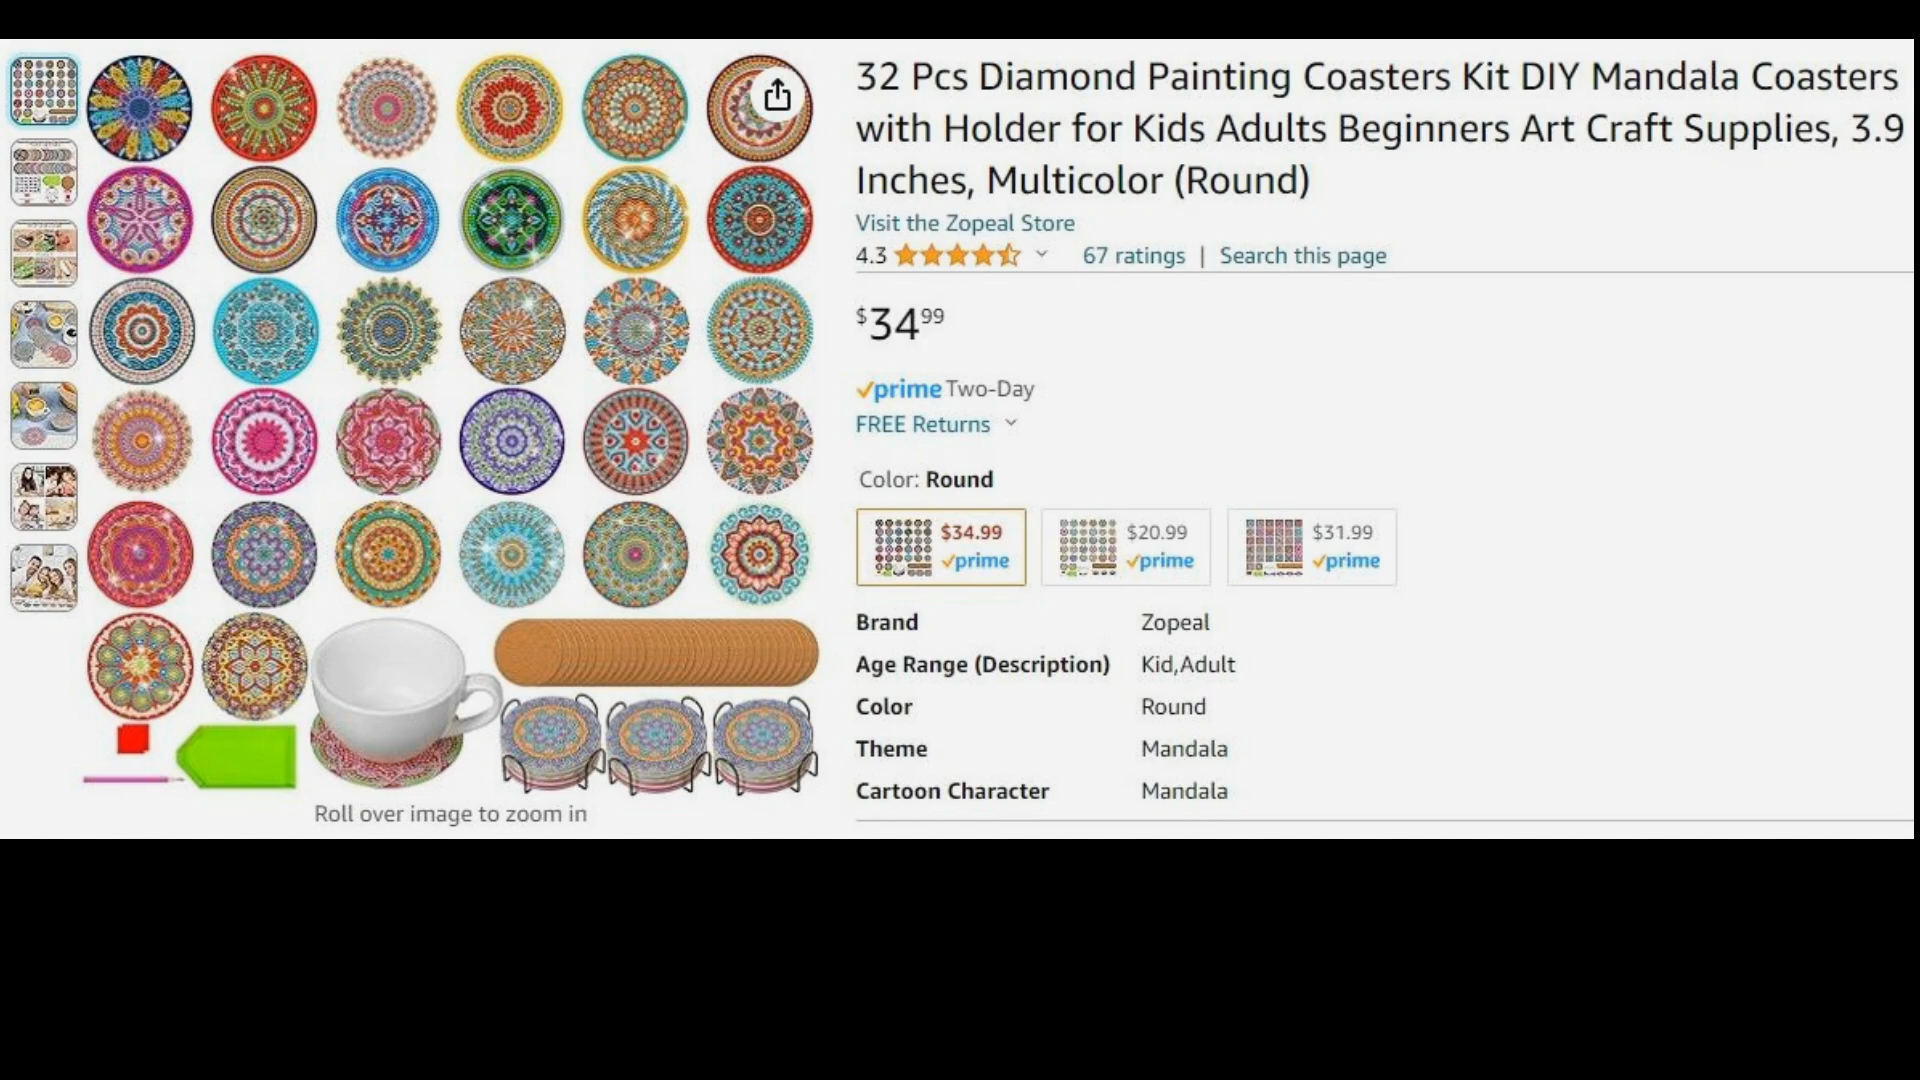 32 Pcs Diamond Painting Coasters Kit DIY Mandala Coasters
with Holder for Kids Adults Beginners Art Craft Supplies, 3.9
Inches, Multicolor (Round)
Visit the Zopeal Store
4.3 67 ratings | Search this page
$34 99
prime Two-Day
FREE Returns
Color: Round
$34.99 $20.99 $31.99
prime prime prime
Brand Zopeal
Age Range (Description) Kid,Adult
Color Round
Theme Mandala
Cartoon Character Mandala
Roll over image to zoom in